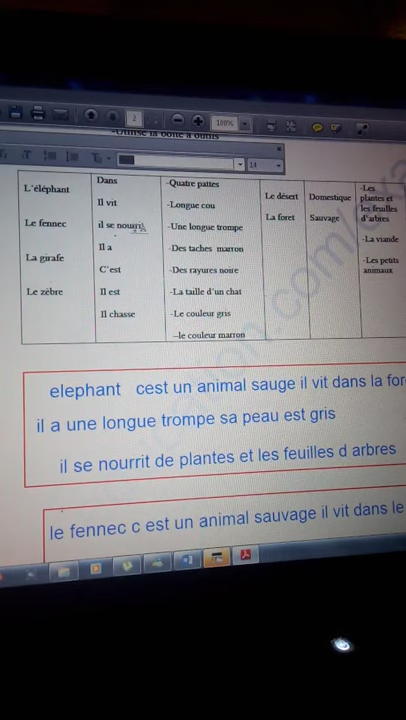 2
100%
-Utilise la boite à outils
14
L'éléphant
Le fennec
La girafe
Le zèbre
Dans
Il vit
il se nourrit
Il a
C'est
Il est
Il chasse
-Quatre pattes
-Longue cou
-Une longue trompe
-Des taches marron
-Des rayures noire
-La taille d'un chat
-Le couleur gris
–le couleur marron
Le désert
La foret
Domestique
Sauvage
-Les
plantes et
les feuilles
d'arbres
-La viande
-Les petits
animaux
elephant cest un animal sauge il vit dans la for
il a une longue trompe sa peau est gris
il se nourrit de plantes et les feuilles d arbres
le fennec c est un animal sauvage il vit dans le